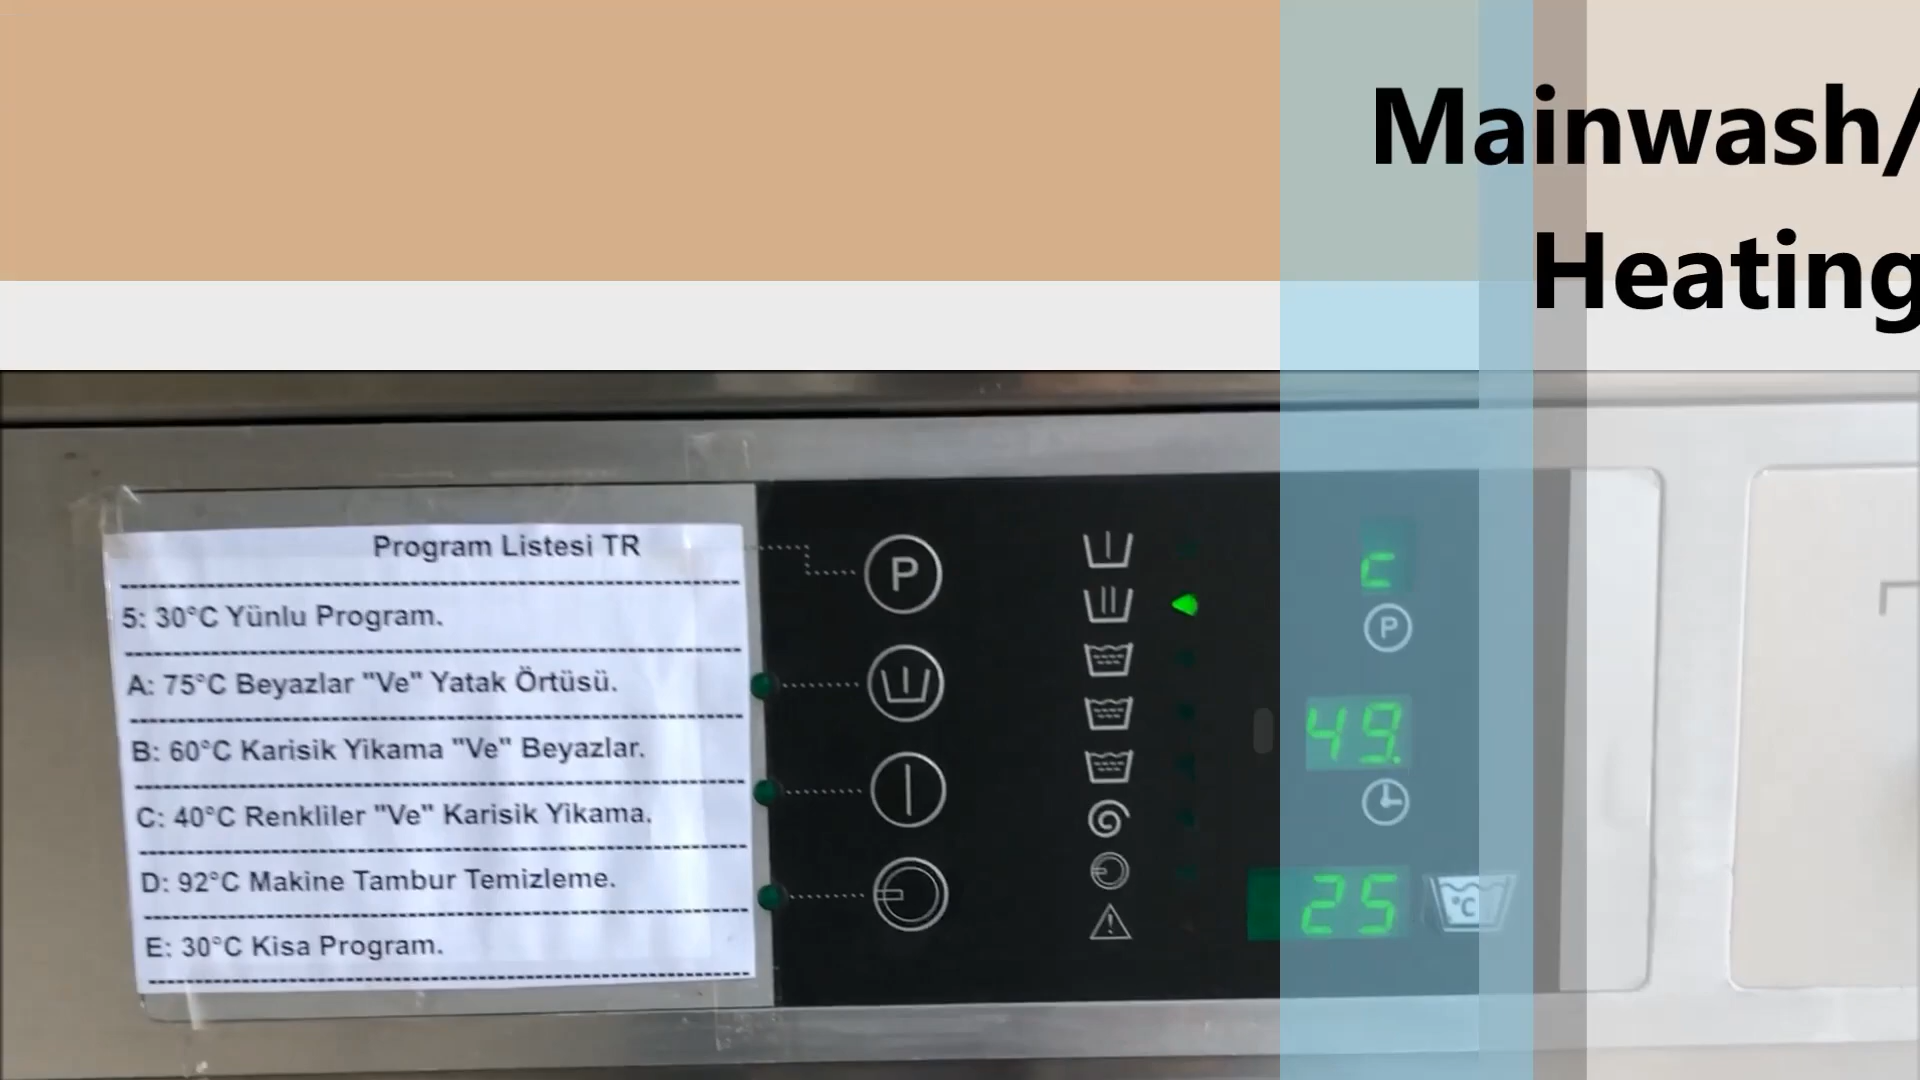 Mainwash/
Heating
Program Listesi TR
5: 30°C Yünlu Program.
A: 75°C Beyazlar "Ve" Yatak Örtüsü.
B: 60°C Karisik Yikama "Ve" Beyazlar.
C: 40°C Renkliler "Ve" Karisik Yikama.
D: 92°C Makine Tambur Temizleme.
E: 30°C Kisa Program.
P
c
P
49.
25
°C